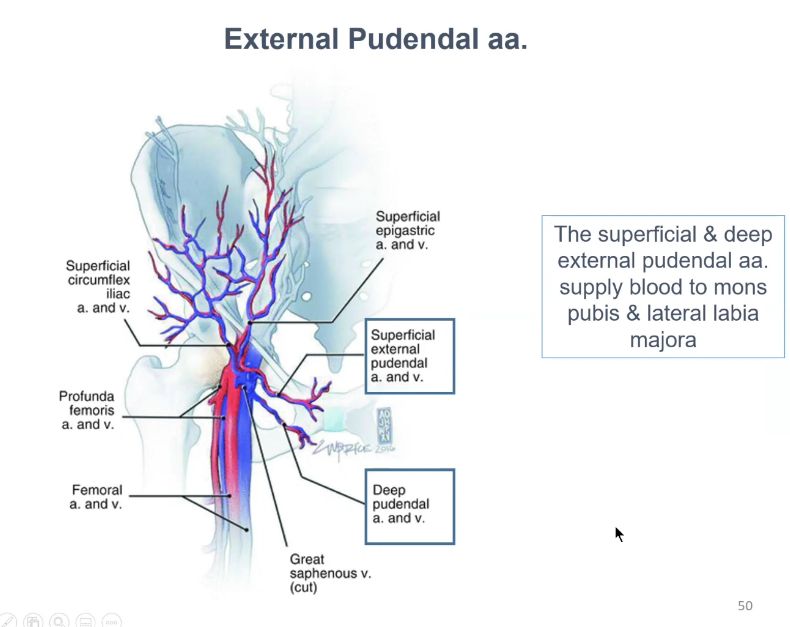 External Pudendal aa.
Superficial
epigastric
a. and v.
Superficial
circumflex
iliac
a. and v.
Superficial
external
pudendal
a. and v.
Profunda
femoris
a. and v.
Femoral
a. and v.
Deep
pudendal
a. and v.
Great
saphenous v.
(cut)
The superficial & deep
external pudendal aa.
supply blood to mons
pubis & lateral labia
majora
50